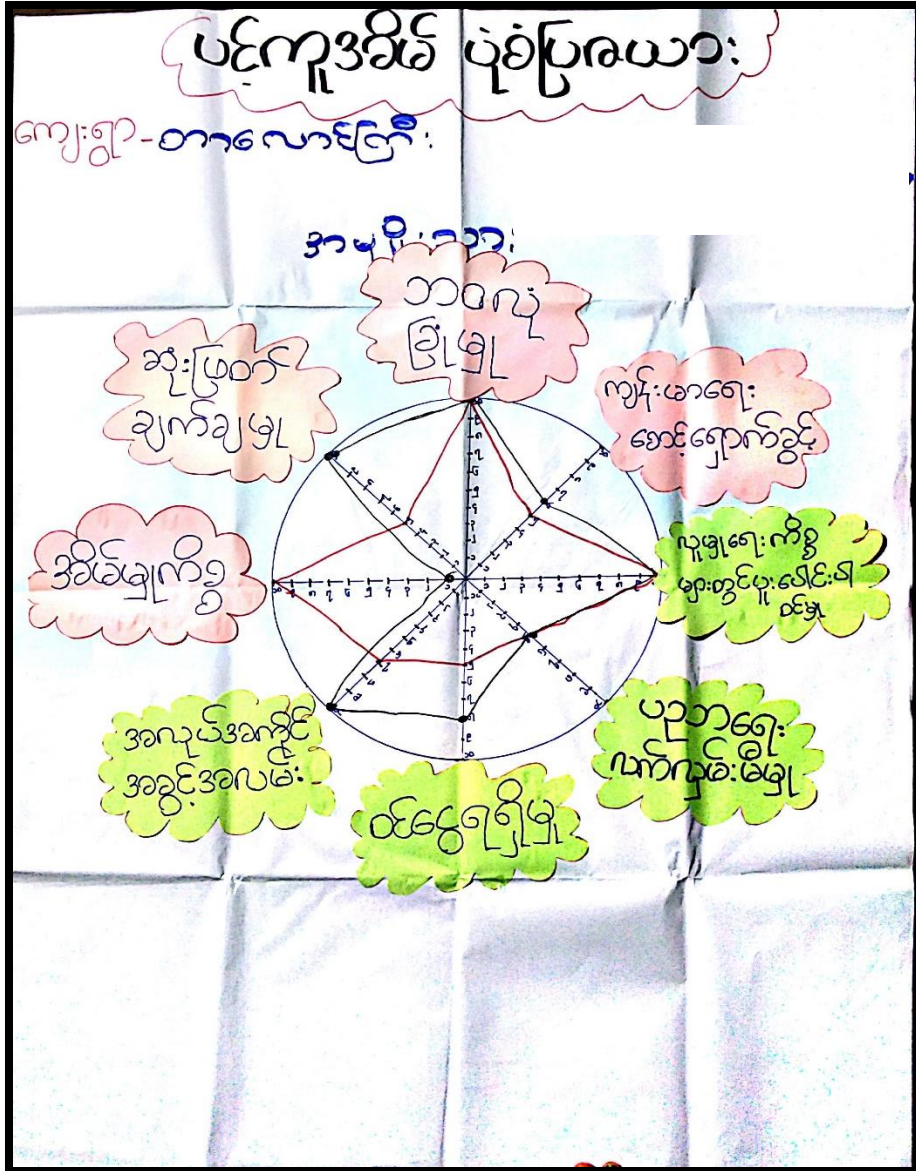 ပင့်ကူအိမ် ပုံစံပြဇယား
ကျေးရွာ-တာလောင်ကြီး
အမျိုးသား
ဘဝလုံ
ခြုံမှု
ဆုံးဖြတ်
ချက်ချမှု
ကျန်းမာရေး
စောင့်ရှောက်ခွင့်
အိမ်မှုကိစ္စ
လူမှုရေးကိစ္စ
များတွင်ပူးပေါင်းပါ
ဝင်မှု
အလုပ်အကိုင်
အခွင့်အလမ်း
ပညာရေး
လက်လှမ်းမီမှု
ဝင်ငွေရရှိမှု